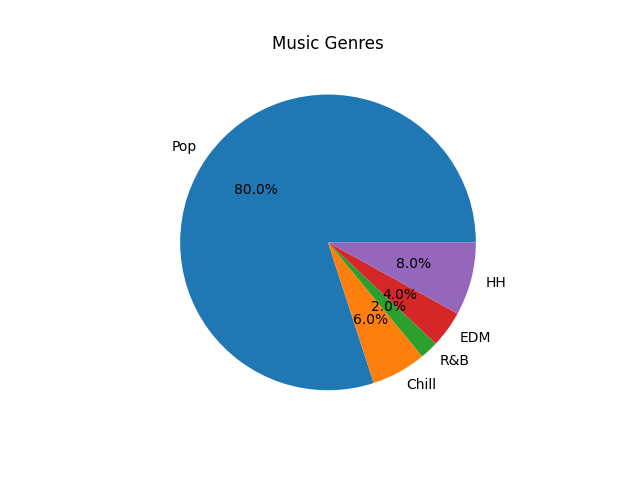 Music Genres
Pop
80.0%
8.0%
HH
4.0%
2.0%
6.0%
EDM
R&B
Chill